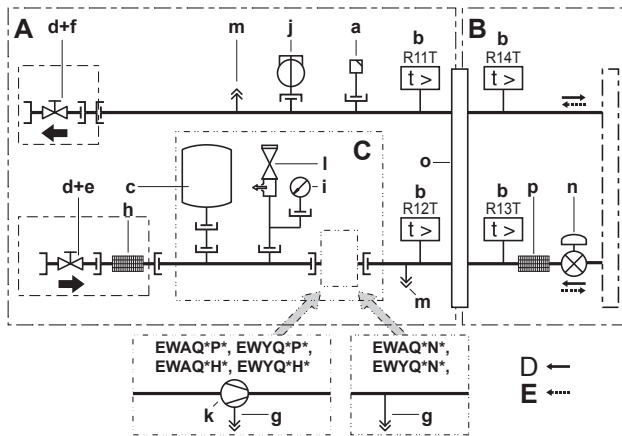 A
B
d+f
m
j
a
b
R11T
t >
b
R14T
t >
C
l
i
o
d+e
c
h
b
R12T
t >
b
R13T
t >
p
n
m
EWAQ*P*, EWYQ*P*,
EWAQ*H*, EWYQ*H*
EWAQ*N*,
EWYQ*N*,
k
g
g
D
E